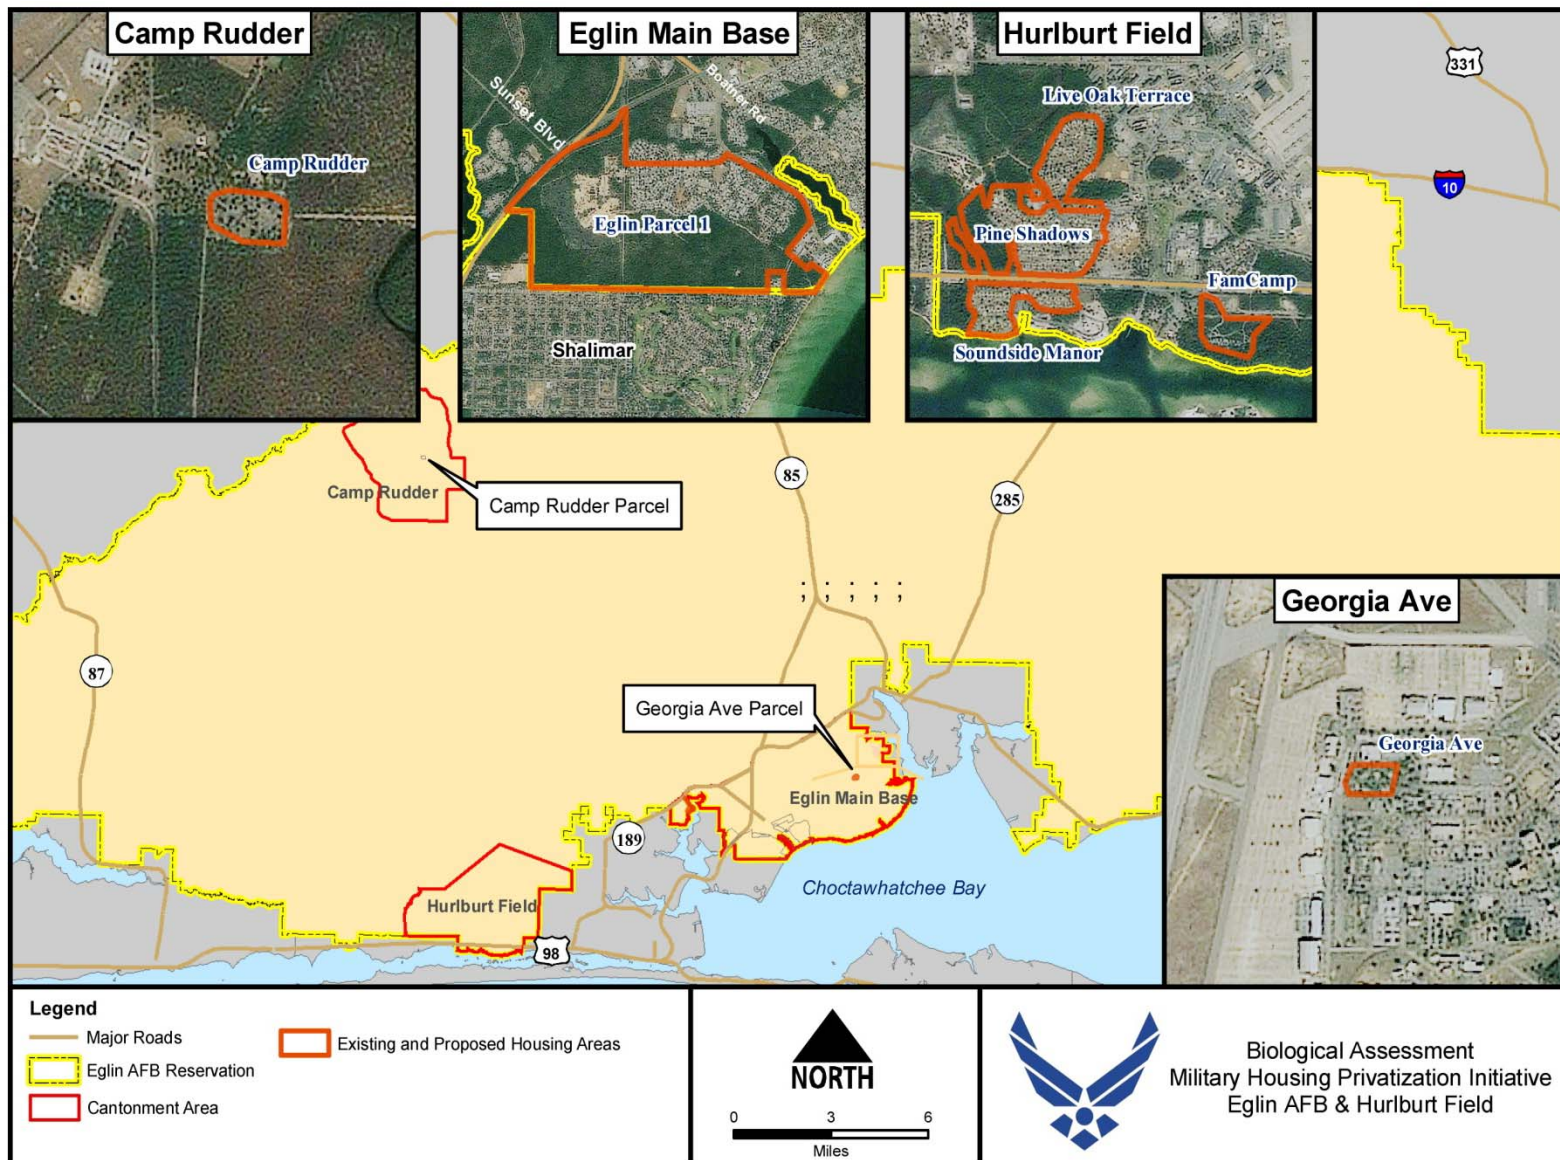 Camp Rudder
Camp Rudder
Eglin Main Base
Sunset Blvd
Boatner Rd
Eglin Parcel 1
Shalimar
Hurlburt Field
Live Oak Terrace
Pine Shadows
FamCamp
Soundside Manor
331
10
Camp Rudder
Camp Rudder Parcel
85
285
; ; ; ; ;
87
Georgia Ave Parcel
Eglin Main Base
189
Choctawhatchee Bay
Hurlburt Field
98
Georgia Ave
Georgia Ave
Legend
Major Roads
Eglin AFB Reservation
Cantonment Area
Existing and Proposed Housing Areas
NORTH
0 3 6
Miles
Biological Assessment
Military Housing Privatization Initiative
Eglin AFB & Hurlburt Field